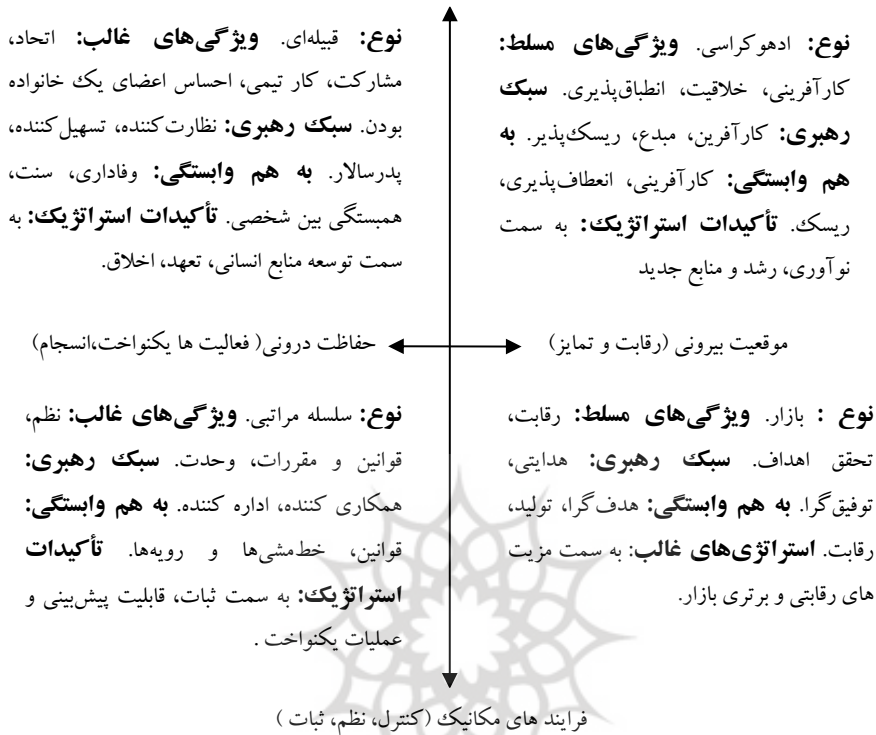 نوع: قبیله‌ای. ویژگی‌های غالب: اتحاد،
مشارکت، کار تیمی، احساس اعضای یک خانواده
بودن. سبک رهبری: نظارت‌کننده، تسهیل‌کننده،
پدرسالار. به هم وابستگی: وفاداری، سنت،
همبستگی بین شخصی. تأکیدات استراتژیک: به
سمت توسعه منابع انسانی، تعهد، اخلاق.
نوع: ادهوکراسی. ویژگی‌های مسلط:
کارآفرینی، خلاقیت، انطباق‌پذیری. سبک
رهبری: کارآفرین، مبدع، ریسک‌پذیر. به
هم وابستگی: کارآفرینی، انعطاف‌پذیری،
ریسک. تأکیدات استراتژیک: به سمت
نوآوری، رشد و منابع جدید
موقعیت بیرونی (رقابت و تمایز)
حفاظت درونی( فعالیت ها یکنواخت،انسجام)
نوع: سلسله مراتبی. ویژگی‌های غالب: نظم،
قوانین و مقررات، وحدت. سبک رهبری:
همکاری کننده، اداره کننده. به هم وابستگی:
قوانین، خط‌مشی‌ها و رویه‌ها. تأکیدات
استراتژیک: به سمت ثبات، قابلیت پیش‌بینی و
عملیات یکنواخت .
نوع : بازار. ویژگی‌های مسلط: رقابت،
تحقق اهداف. سبک رهبری: هدایتی،
توفیق‌گرا. به هم وابستگی: هدف‌گرا، تولید،
رقابت. استراتژی‌های غالب: به سمت مزیت
های رقابتی و برتری بازار.
فرایند های مکانیک (کنترل، نظم، ثبات )